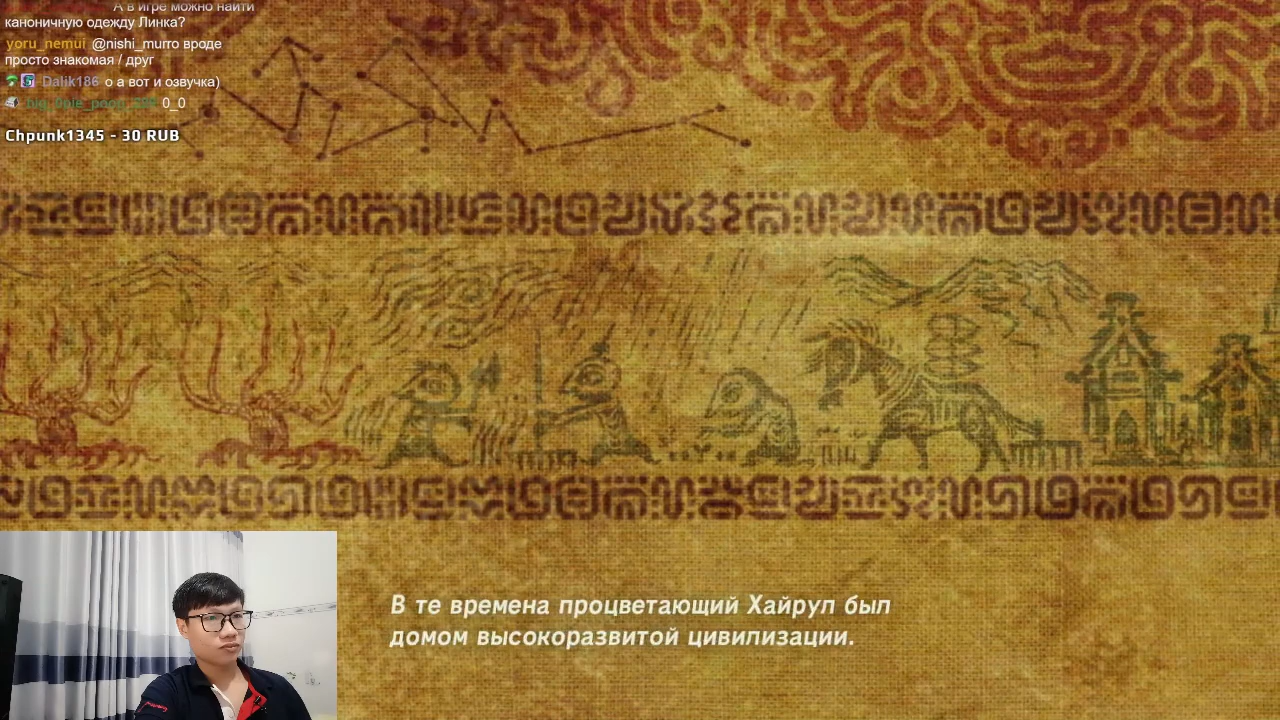 А в игре можно найти
каноничную одежду Линка?
yoru_nemui @nishi_murro вроде
просто знакомая / друг
Dalik186 о а вот и озвучка)
0_0
Chpunk1345 - 30 RUB
В те времена процветающий Хайрул был
домом высокоразвитой цивилизации.